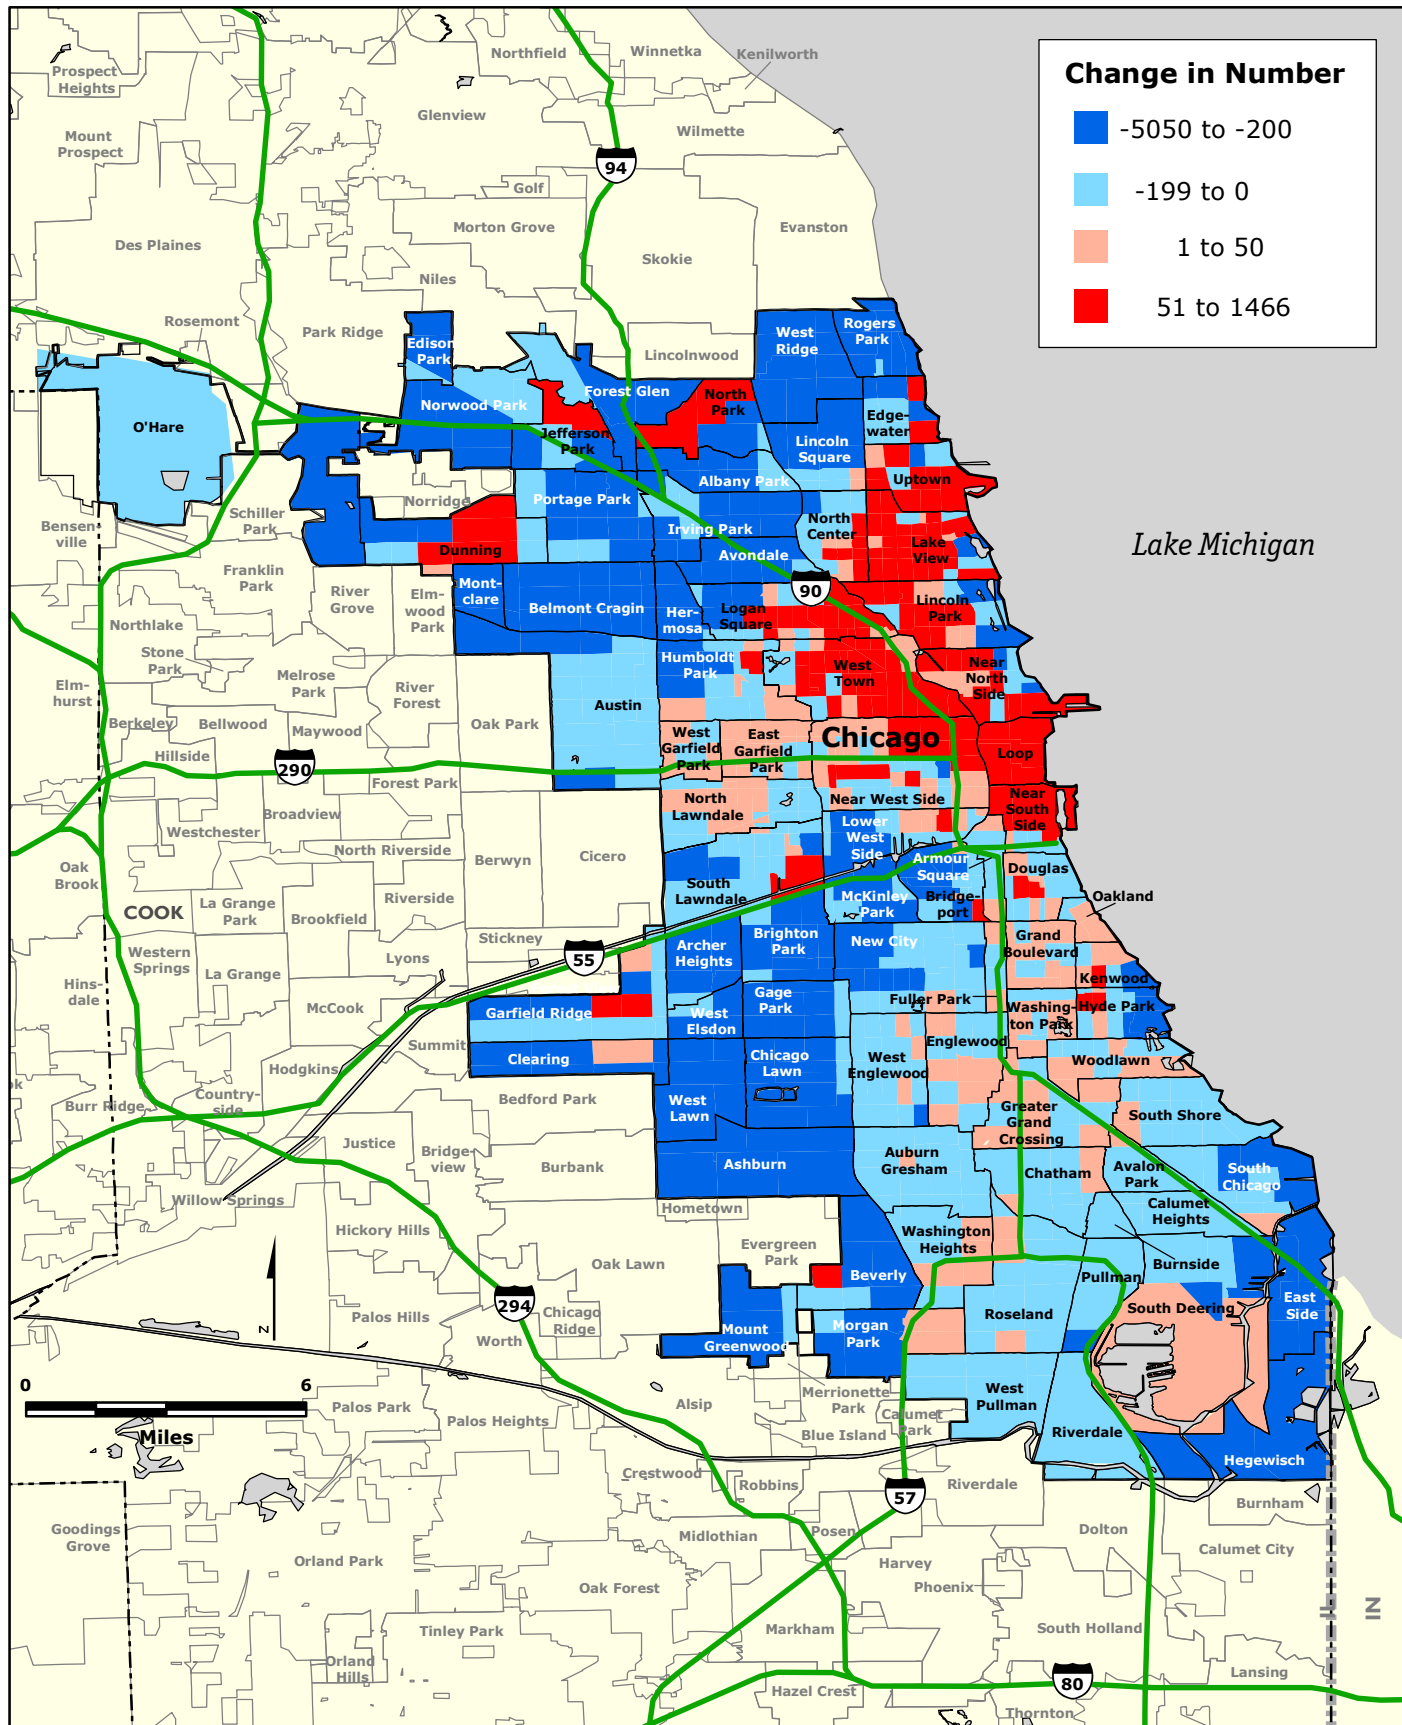 Change in Number
-5050 to -200
-199 to 0
1 to 50
51 to 1466
Northfield
Winnetka
Kenilworth
Prospect
Heights
Glenview
Wilmette
Mount
Prospect
94
Golf
Morton Grove
Evanston
Des Plaines
Skokie
Niles
Rosemont
Park Ridge
Lincolnwood
Edison
Park
West
Ridge
Rogers
Park
Forest Glen
North
Park
Norwood Park
O'Hare
Edge-
water
Jefferson
Park
Lincoln
Square
Uptown
Albany Park
Portage Park
Norridge
Schiller
Park
Bensen-
ville
North
Center
Irving Park
Lake
View
Lake Michigan
Dunning
Avondale
Franklin
Park
River
Grove
Elm-
wood
Park
Mont-
clare
Belmont Cragin
Her-
mosa
Logan
Square
90
Lincoln
Park
Northlake
Stone
Park
Melrose
Park
River
Forest
Humboldt
Park
West
Town
Near
North
Side
Elm-
hurst
Berkeley
Bellwood
Maywood
Oak Park
Austin
West
Garfield
Park
East
Garfield
Park
Chicago
Loop
Hillside
290
Forest Park
Near
South
Side
North
Lawndale
Near West Side
Broadview
Westchester
North Riverside
Berwyn
Cicero
Lower
West
Side
Armour
Square
Douglas
Oak
Brook
South
Lawndale
McKinley
Park
Bridge-
port
Oakland
COOK
La Grange
Park
Brookfield
Riverside
Stickney
Lyons
Western
Springs
La Grange
55
Archer
Heights
Brighton
Park
New City
Grand
Boulevard
Kenwood
Hins-
dale
McCook
Garfield Ridge
Gage
Park
West
Elsdon
Fuller Park
Washing-
ton Park
Hyde Park
Summit
Clearing
Chicago
Lawn
West
Englewood
Englewood
Woodlawn
Hodgkins
ok
Burr Ridge
Country-
side
Bedford Park
West
Lawn
Greater
Grand
Crossing
South Shore
Justice
Bridge-
view
Burbank
Ashburn
Auburn
Gresham
Chatham
Avalon
Park
South
Chicago
Willow Springs
Hometown
Calumet
Heights
Hickory Hills
Evergreen
Park
Washington
Heights
Oak Lawn
Beverly
Pullman
Burnside
N
294
Palos Hills
Chicago
Ridge
Worth
Mount
Greenwood
Morgan
Park
Roseland
South Deering
East
Side
0
6
Miles
Palos Park
Palos Heights
Alsip
Merrionette
Park
Calumet
Park
Blue Island
West
Pullman
Riverdale
Hegewisch
Crestwood
Robbins
57
Riverdale
Burnham
Goodings
Grove
Midlothian
Posen
Dolton
Calumet City
Orland Park
Harvey
Oak Forest
Phoenix
IL
IN
Tinley Park
Markham
South Holland
Orland
Hills
Hazel Crest
80
Lansing
Thornton